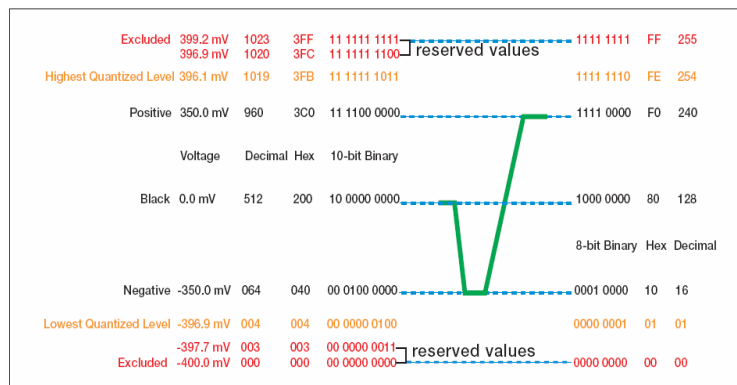 Excluded 399.2 mV 1023 3FF 11 1111 1111 1111 1111 FF 255
reserved values
396.9 mV 1020 3FC 11 1111 1100
Highest Quantized Level 396.1 mV 1019 3FB 11 1111 1011 1111 1110 FE 254
Positive 350.0 mV 960 3C0 11 1100 0000 1111 0000 F0 240
Voltage Decimal Hex 10-bit Binary
Black 0.0 mV 512 200 10 0000 0000 1000 0000 80 128
8-bit Binary Hex Decimal
Negative -350.0 mV 064 040 00 0100 0000 0001 0000 10 16
Lowest Quantized Level -396.9 mV 004 004 00 0000 0100 0000 0001 01 01
-397.7 mV 003 003 00 0000 0011
reserved values
Excluded -400.0 mV 000 000 00 0000 0000 0000 0000 00 00